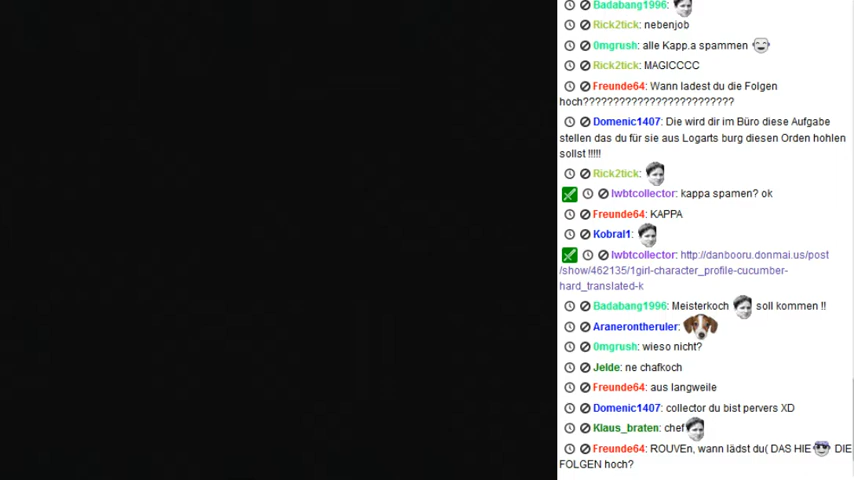 Badabang1996:
Rick2tick: nebenjob
0mgrush: alle Kapp.a spammen
Rick2tick: MAGICCCC
Freunde64: Wann ladest du die Folgen
hoch?????????????????????????
Domenic1407: Die wird dir im Büro diese Aufgabe
stellen das du für sie aus Logarts burg diesen Orden hohlen
sollst !!!!!
Rick2tick:
lwbtcollector: kappa spamen? ok
Freunde64: KAPPA
Kobral1:
lwbtcollector: http://danbooru.donmai.us/post
/show/462135/1girl-character_profile-cucumber-
hard_translated-k
Badabang1996: Meisterkoch soll kommen !!
Aranerontheruler:
0mgrush: wieso nicht?
Jelde: ne chafkoch
Freunde64: aus langweile
Domenic1407: collector du bist pervers XD
Klaus_braten: chef
Freunde64: ROUVEn, wann lädst du( DAS HIE DIE
FOLGEN hoch?